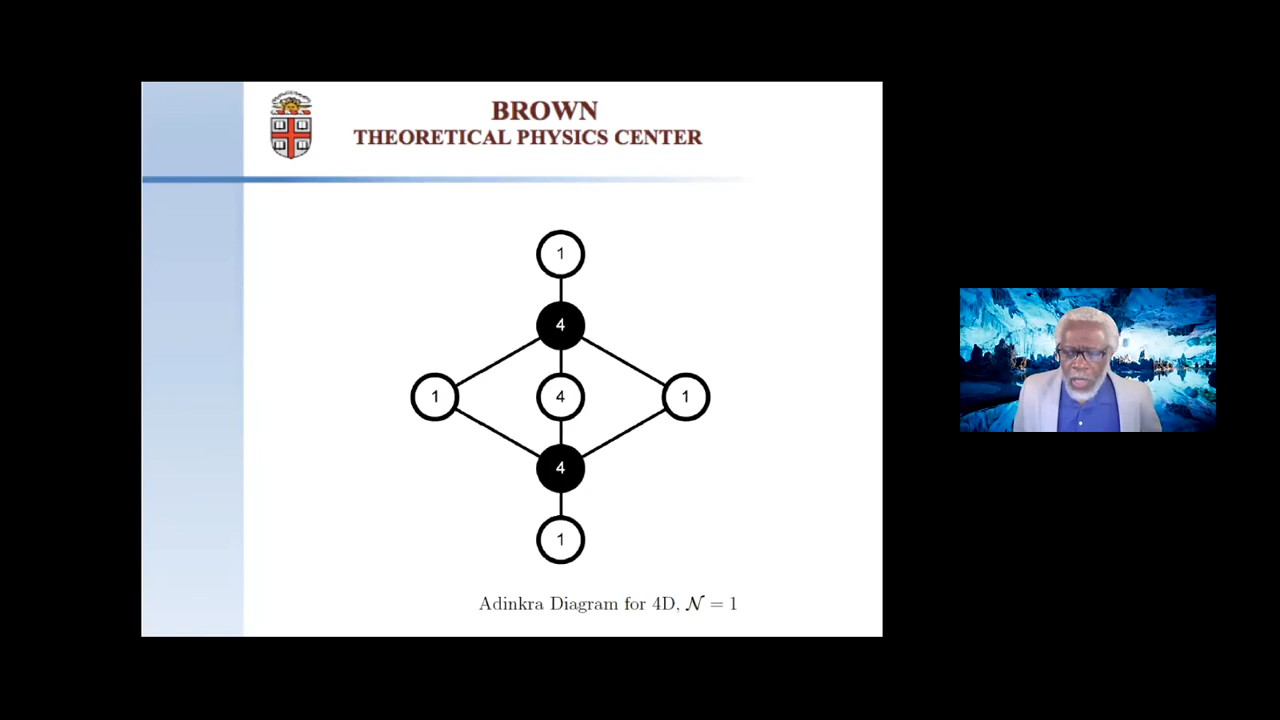 BROWN
THEORETICAL PHYSICS CENTER
1
4
1 4 1
4
1
Adinkra Diagram for 4D, 𝒩 = 1